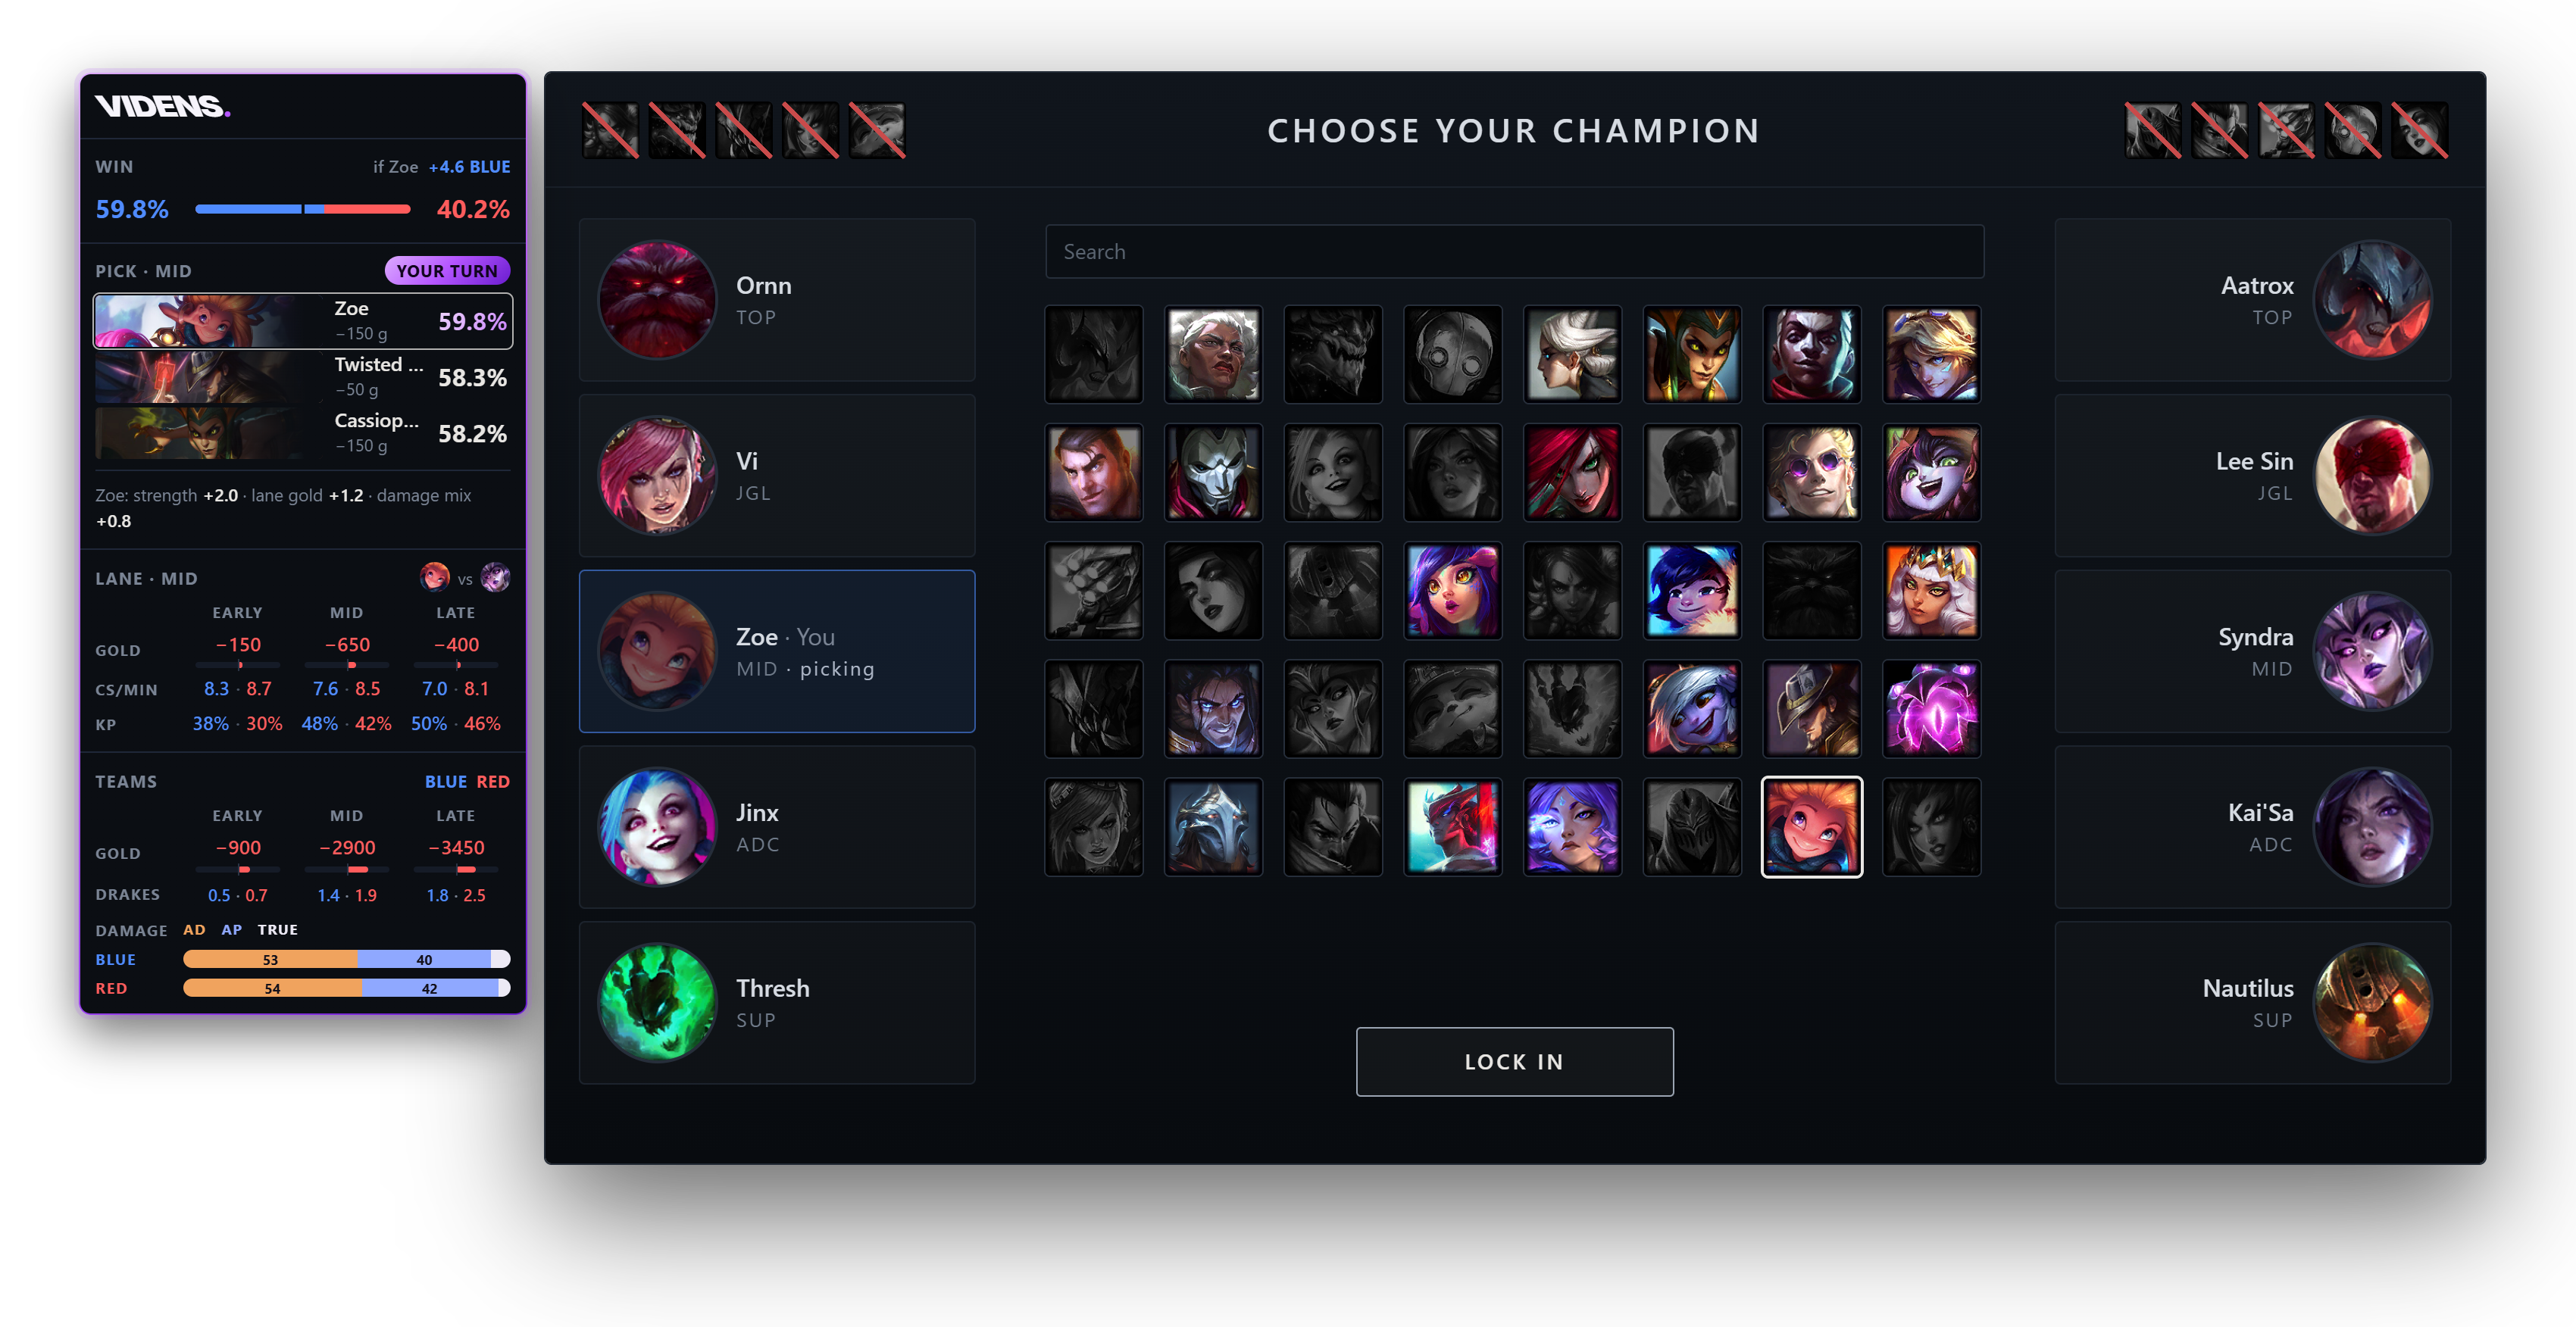 VIDENS.
WIN if Zoe +4.6 BLUE
59.8% 40.2%
PICK · MID YOUR TURN
Zoe
−150 g
59.8%
Twisted ...
−50 g
58.3%
Cassiop...
−150 g
58.2%
Zoe: strength +2.0 · lane gold +1.2 · damage mix
+0.8
LANE · MID vs
EARLY MID LATE
GOLD −150 −650 −400
CS/MIN 8.3 · 8.7 7.6 · 8.5 7.0 · 8.1
KP 38% · 30% 48% · 42% 50% · 46%
TEAMS BLUE RED
EARLY MID LATE
GOLD −900 −2900 −3450
DRAKES 0.5 · 0.7 1.4 · 1.9 1.8 · 2.5
DAMAGE AD AP TRUE
BLUE 53 40
RED 54 42
CHOOSE YOUR CHAMPION
Ornn
TOP
Vi
JGL
Zoe · You
MID · picking
Jinx
ADC
Thresh
SUP
Search
LOCK IN
Aatrox
TOP
Lee Sin
JGL
Syndra
MID
Kai'Sa
ADC
Nautilus
SUP